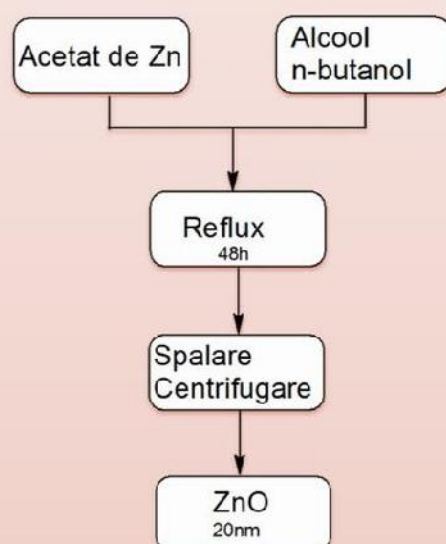 Acetat de Zn
Alcool
n-butanol
Reflux
48h
Spalare
Centrifugare
ZnO
20nm